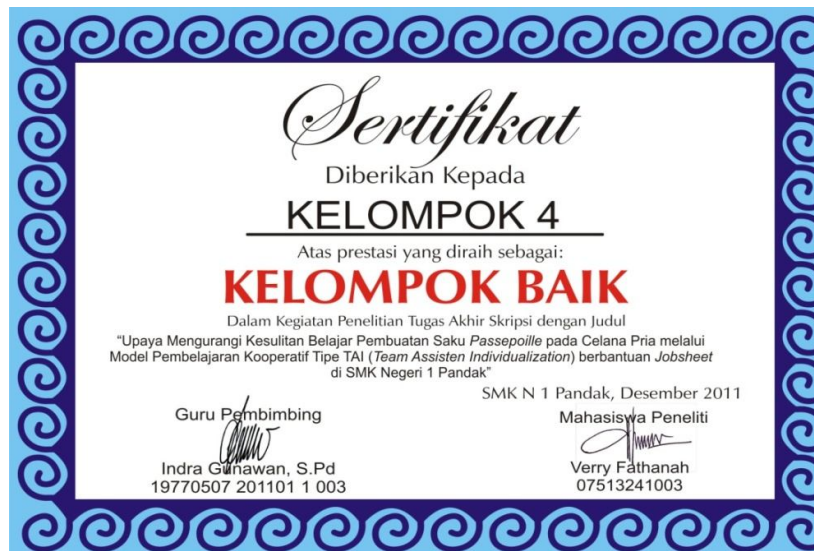 Sertifikat
Diberikan Kepada
KELOMPOK 4
Atas prestasi yang diraih sebagai:
KELOMPOK BAIK
Dalam Kegiatan Penelitian Tugas Akhir Skripsi dengan Judul
“Upaya Mengurangi Kesulitan Belajar Pembuatan Saku Passepoille pada Celana Pria melalui
Model Pembelajaran Kooperatif Tipe TAI (Team Assisten Individualization) berbantuan Jobsheet
di SMK Negeri 1 Pandak”
SMK N 1 Pandak, Desember 2011
Guru Pembimbing
Indra Gunawan, S.Pd
19770507 201101 1 003
Mahasiswa Peneliti
Verry Fathanah
07513241003